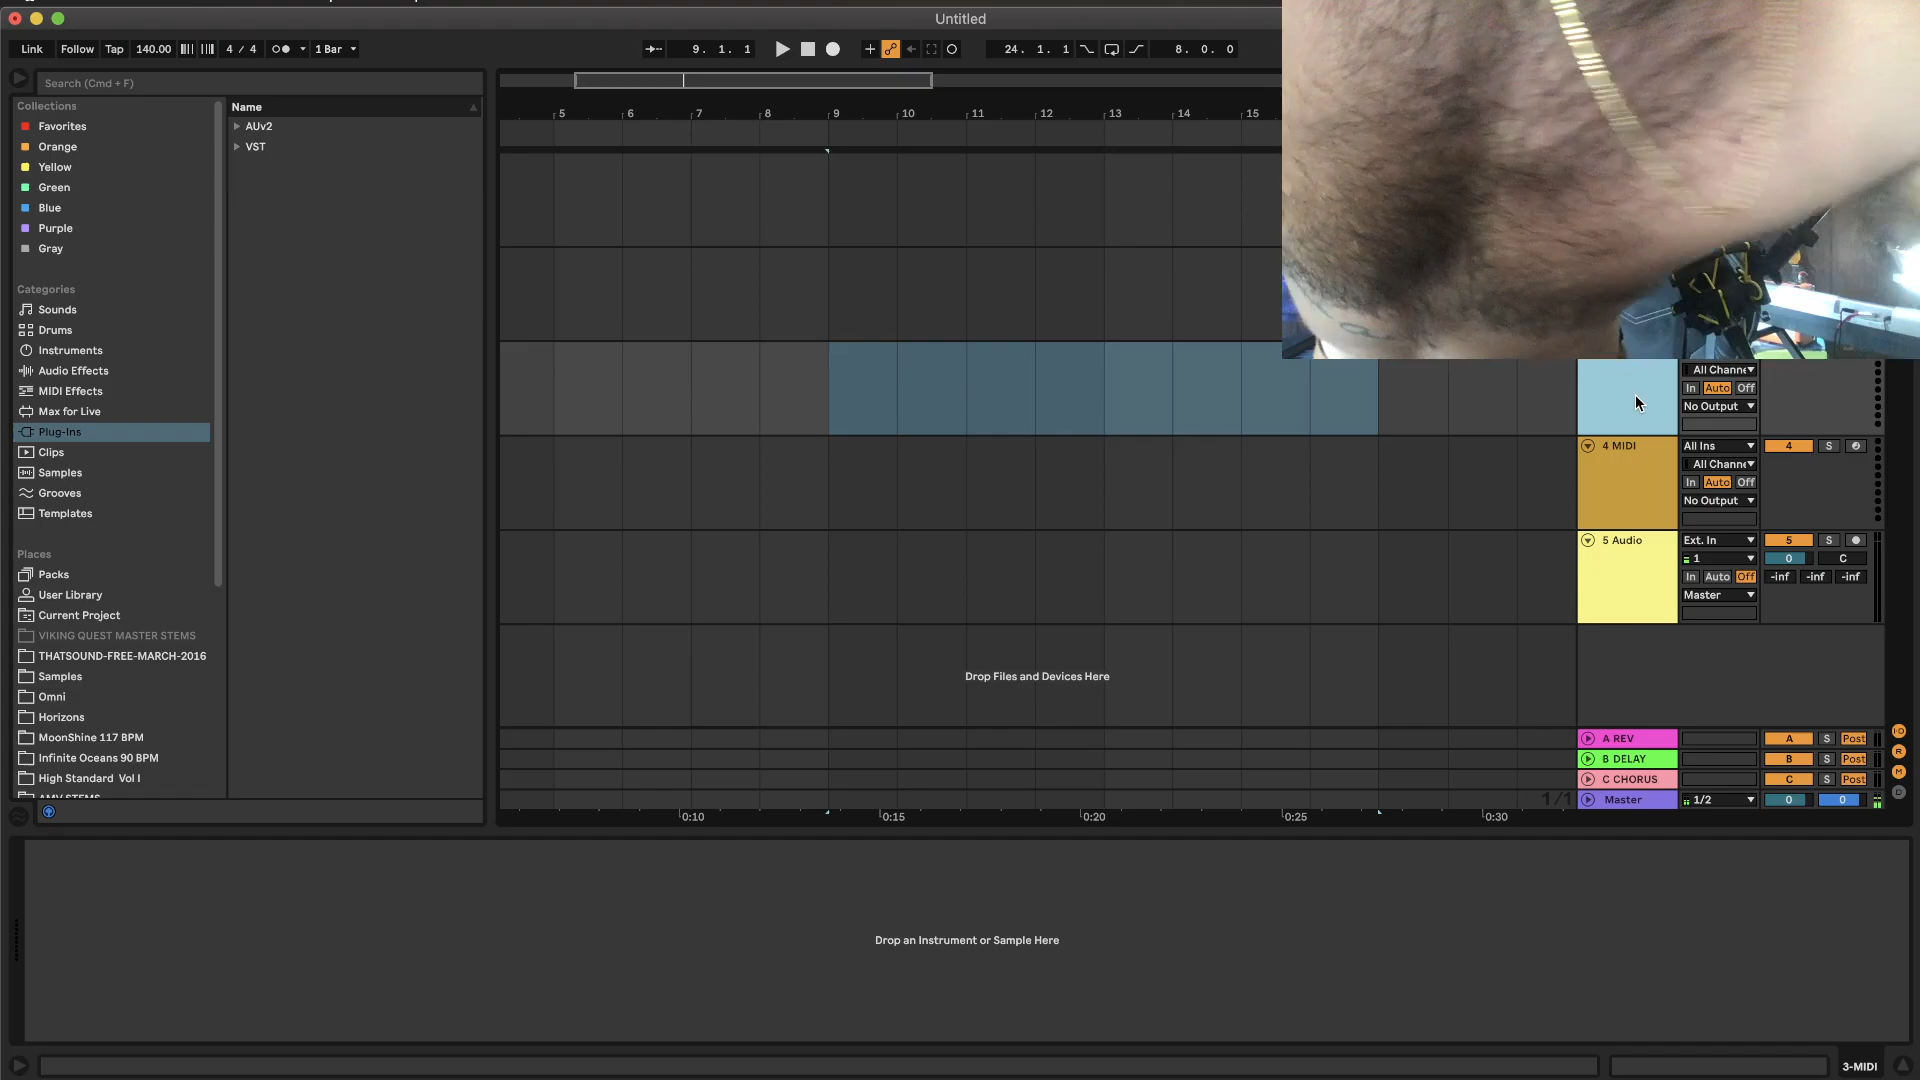 Untitled
Link Follow Tap 140.00 4 / 4 1 Bar 9. 1. 1 24. 1. 1 8. 0. 0
Search (Cmd + F)
Collections
Favorites
Orange
Yellow
Green
Blue
Purple
Gray
Categories
Sounds
Drums
Instruments
Audio Effects
MIDI Effects
Max for Live
Plug-Ins
Clips
Samples
Grooves
Templates
Places
Packs
User Library
Current Project
VIKING QUEST MASTER STEMS
THATSOUND-FREE-MARCH-2016
Samples
Omni
Horizons
MoonShine 117 BPM
Infinite Oceans 90 BPM
High Standard Vol I
Name
AUv2
VST
5 6 7 8 9 10 11 12 13 14 15
All Channe
In Auto Off
No Output
4 MIDI All Ins 4 S
All Channe
In Auto Off
No Output
5 Audio Ext. In 5 S
1 0 C
In Auto Off -inf -inf -inf
Master
Drop Files and Devices Here
A REV A S Post
B DELAY B S Post
C CHORUS C S Post
1/1 Master 1/2 0 0
0:10 0:15 0:20 0:25 0:30
R
M
D
Drop an Instrument or Sample Here
3-MIDI